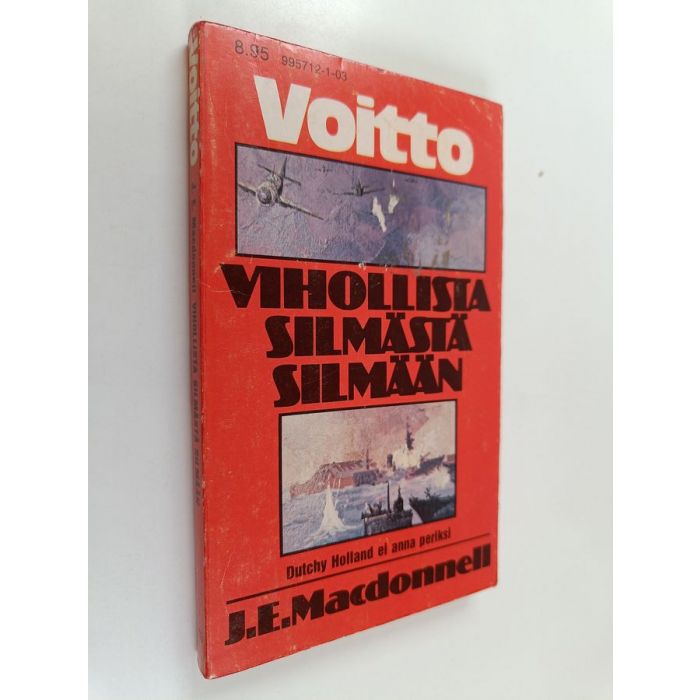 8.95 995712-1-03
Voitto
VIHOLLISTA
SILMÄSTÄ
SILMÄÄN
Dutchy Holland ei anna periksi
J.E.Macdonnell
Voitto J. E. Macdonnell VIHOLLISTA SILMÄSTÄ SILMÄÄN